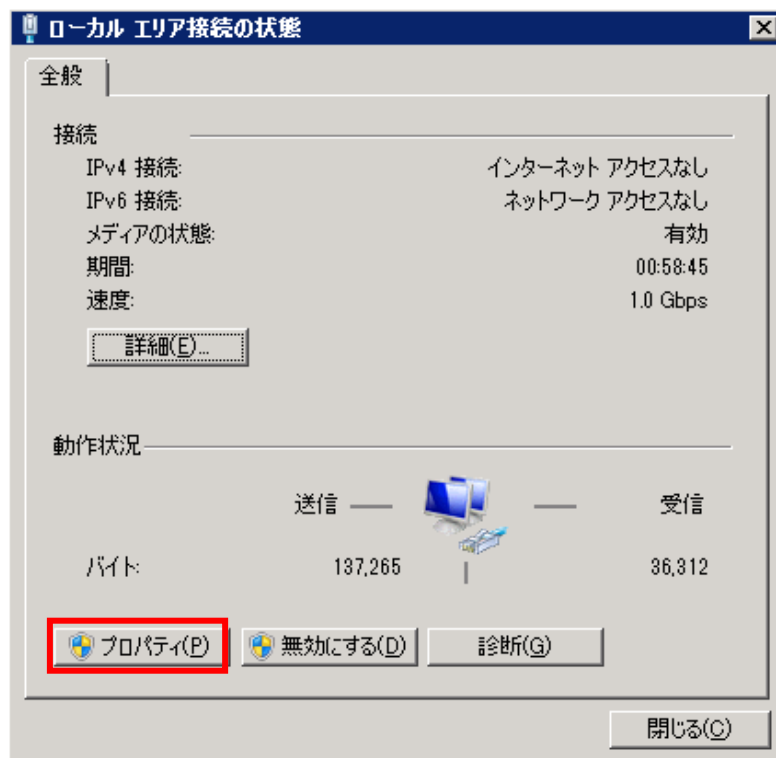 ローカル エリア接続の状態
全般
接続
IPv4 接続: インターネット アクセスなし
IPv6 接続: ネットワーク アクセスなし
メディアの状態: 有効
期間: 00:58:45
速度: 1.0 Gbps
詳細(E)...
動作状況
送信 受信
バイト: 137,265 36,312
プロパティ(P) 無効にする(D) 診断(G)
閉じる(C)